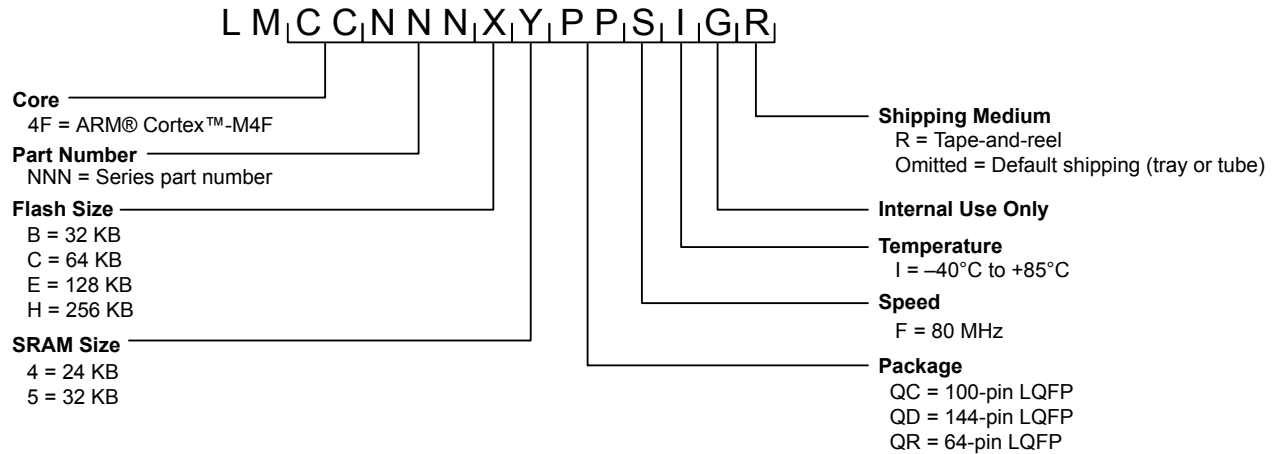 L M C C N N N X Y P P S I G R
Core
4F = ARM® Cortex™-M4F
Part Number
NNN = Series part number
Flash Size
B = 32 KB
C = 64 KB
E = 128 KB
H = 256 KB
SRAM Size
4 = 24 KB
5 = 32 KB
Shipping Medium
R = Tape-and-reel
Omitted = Default shipping (tray or tube)
Internal Use Only
Temperature
I = –40°C to +85°C
Speed
F = 80 MHz
Package
QC = 100-pin LQFP
QD = 144-pin LQFP
QR = 64-pin LQFP